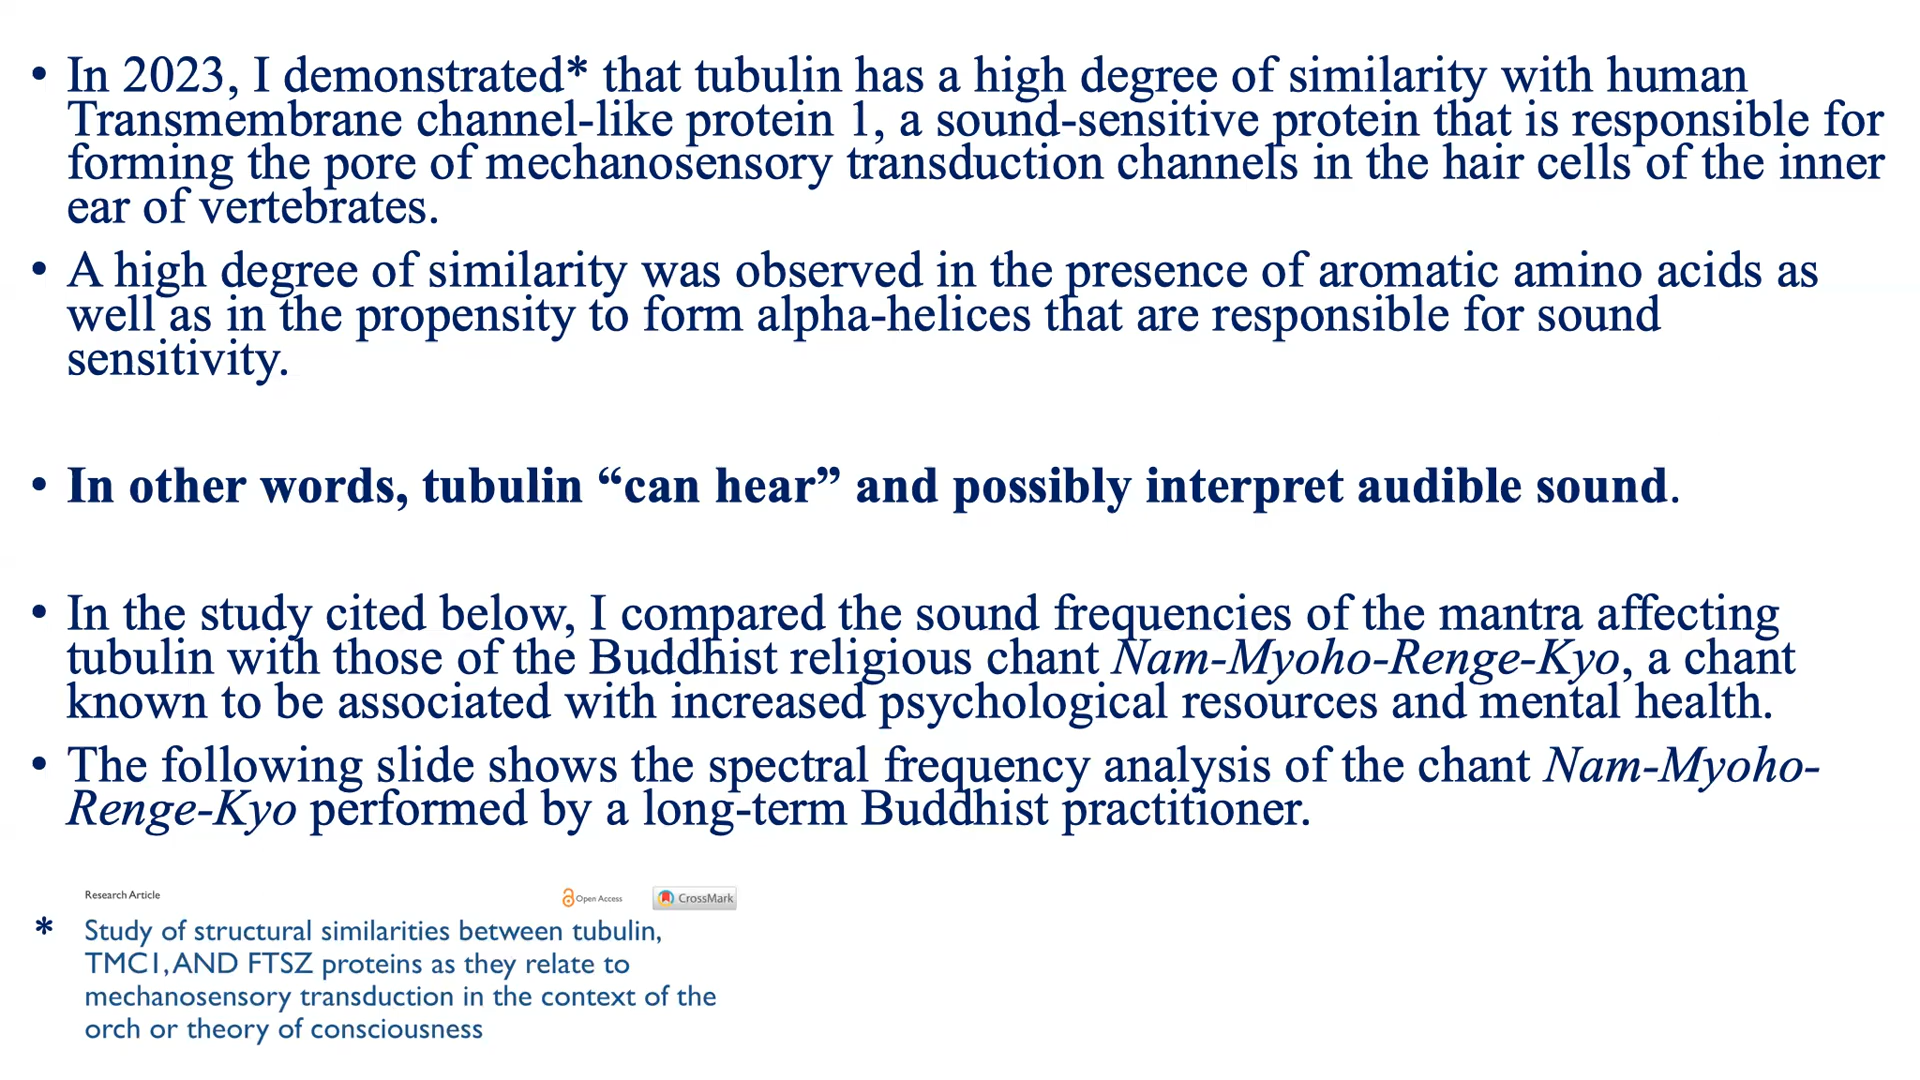 • In 2023, I demonstrated* that tubulin has a high degree of similarity with human
Transmembrane channel-like protein 1, a sound-sensitive protein that is responsible for
forming the pore of mechanosensory transduction channels in the hair cells of the inner
ear of vertebrates.
• A high degree of similarity was observed in the presence of aromatic amino acids as
well as in the propensity to form alpha-helices that are responsible for sound
sensitivity.
• In other words, tubulin “can hear” and possibly interpret audible sound.
• In the study cited below, I compared the sound frequencies of the mantra affecting
tubulin with those of the Buddhist religious chant Nam-Myoho-Renge-Kyo, a chant
known to be associated with increased psychological resources and mental health.
• The following slide shows the spectral frequency analysis of the chant Nam-Myoho-
Renge-Kyo performed by a long-term Buddhist practitioner.
Research Article Open Access CrossMark
* Study of structural similarities between tubulin,
TMC1, AND FTSZ proteins as they relate to
mechanosensory transduction in the context of the
orch or theory of consciousness